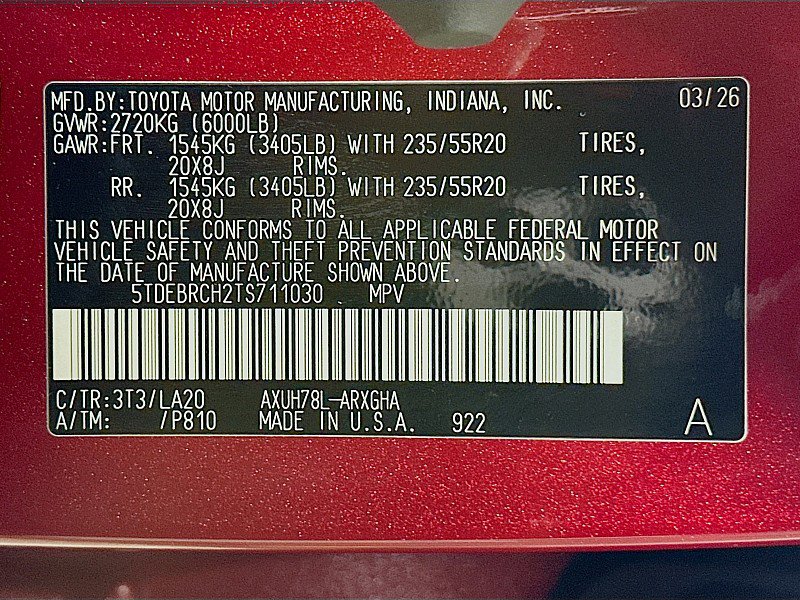 MFD.BY:TOYOTA MOTOR MANUFACTURING, INDIANA, INC. 03/26
GVWR:2720KG (6000LB)
GAWR:FRT. 1545KG (3405LB) WITH 235/55R20 TIRES,
20X8J RIMS.
RR. 1545KG (3405LB) WITH 235/55R20 TIRES,
20X8J RIMS.
THIS VEHICLE CONFORMS TO ALL APPLICABLE FEDERAL MOTOR
VEHICLE SAFETY AND THEFT PREVENTION STANDARDS IN EFFECT ON
THE DATE OF MANUFACTURE SHOWN ABOVE.
5TDEBRCH2TS711030 MPV
C/TR:3T3/LA20 AXUH78L-ARXGHA
A/TM: /P810 MADE IN U.S.A. 922 A